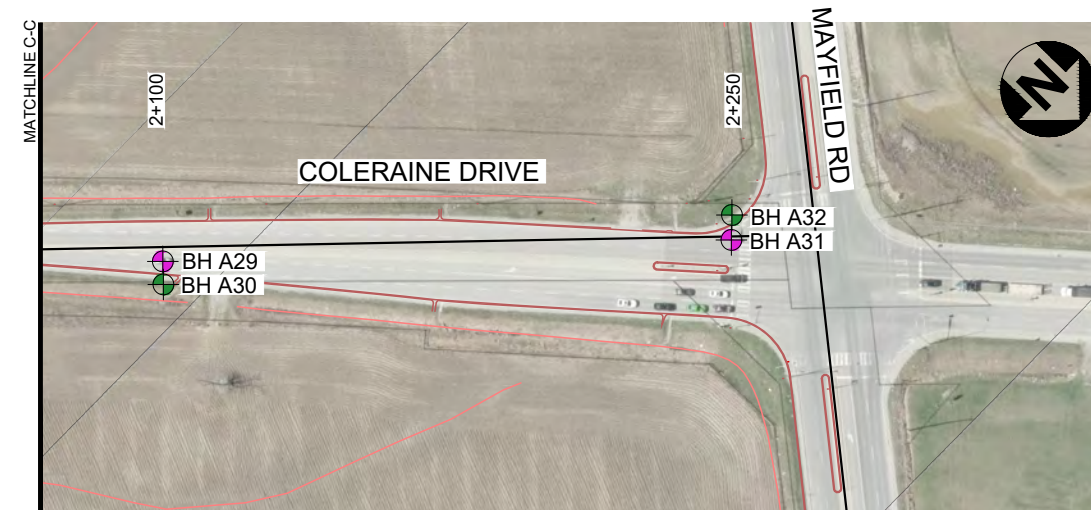 MATCHLINE C-C
2+100
2+250
MAYFIELD RD
N
COLERAINE DRIVE
BH A32
BH A31
BH A29
BH A30